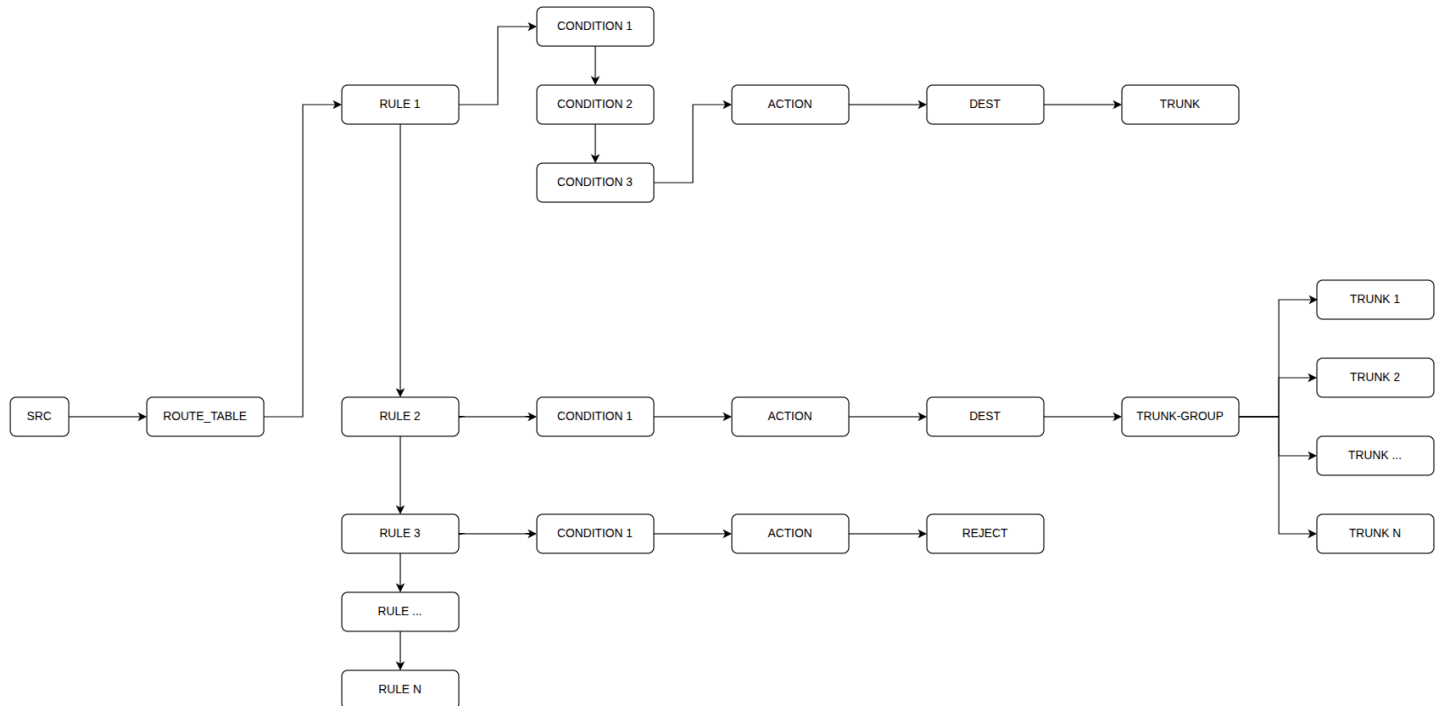 CONDITION 1
RULE 1
CONDITION 2
ACTION
DEST
TRUNK
CONDITION 3
TRUNK 1
TRUNK 2
SRC
ROUTE_TABLE
RULE 2
CONDITION 1
ACTION
DEST
TRUNK-GROUP
TRUNK ...
RULE 3
CONDITION 1
ACTION
REJECT
TRUNK N
RULE ...
RULE N